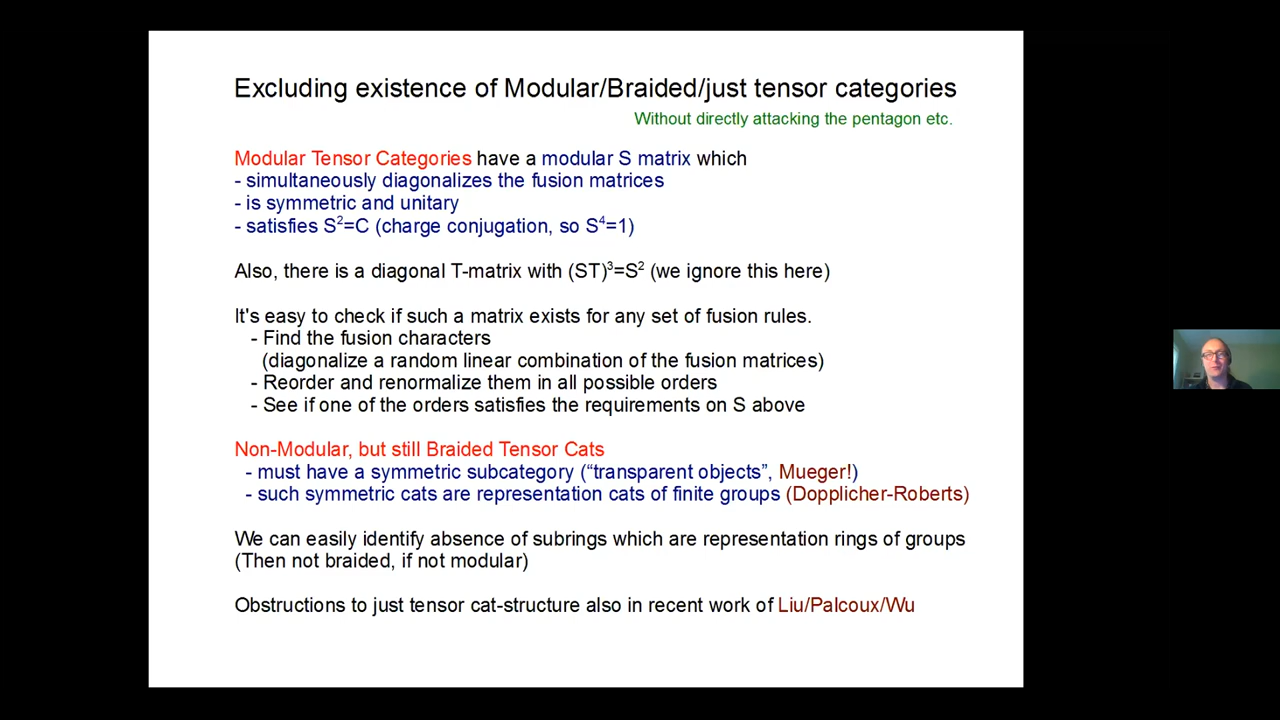 Excluding existence of Modular/Braided/just tensor categories
Without directly attacking the pentagon etc.
Modular Tensor Categories have a modular S matrix which
- simultaneously diagonalizes the fusion matrices
- is symmetric and unitary
- satisfies S²=C (charge conjugation, so S⁴=1)
Also, there is a diagonal T-matrix with (ST)³=S² (we ignore this here)
It's easy to check if such a matrix exists for any set of fusion rules.
- Find the fusion characters
(diagonalize a random linear combination of the fusion matrices)
- Reorder and renormalize them in all possible orders
- See if one of the orders satisfies the requirements on S above
Non-Modular, but still Braided Tensor Cats
- must have a symmetric subcategory (“transparent objects”, Mueger!)
- such symmetric cats are representation cats of finite groups (Dopplicher-Roberts)
We can easily identify absence of subrings which are representation rings of groups
(Then not braided, if not modular)
Obstructions to just tensor cat-structure also in recent work of Liu/Palcoux/Wu